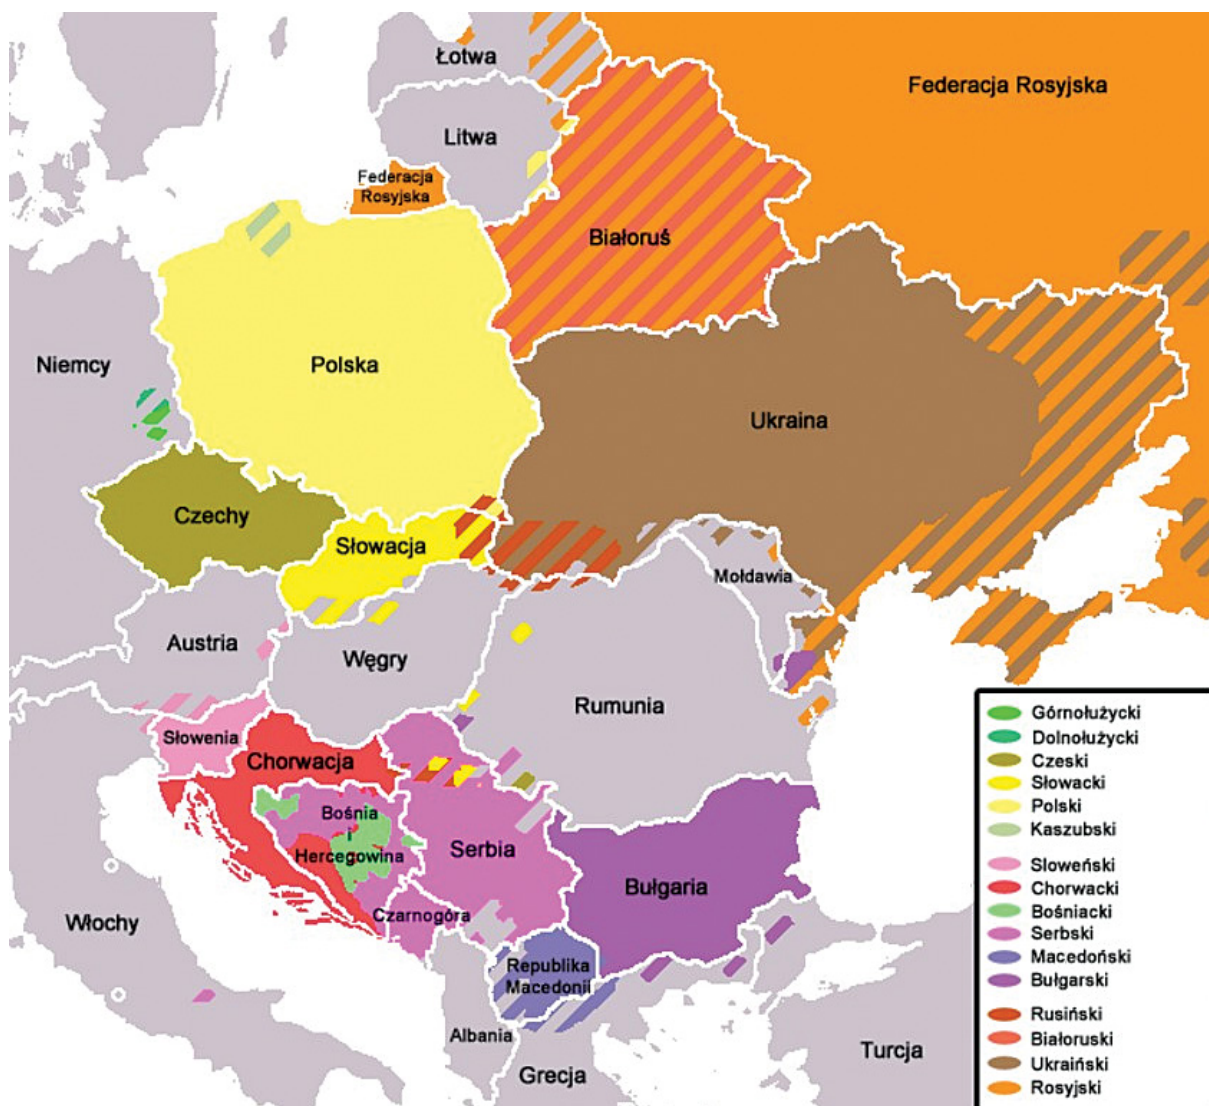 Łotwa
Federacja Rosyjska
Litwa
Federacja
Rosyjska
Białoruś
Niemcy
Polska
Ukraina
Czechy
Słowacja
Mołdawia
Austria
Węgry
Rumunia
Słowenia
Chorwacja
Bośnia
i
Hercegowina
Serbia
Bułgaria
Czarnogóra
Włochy
Republika
Macedonii
Albania
Grecja
Turcja
Górnołużycki
Dolnołużycki
Czeski
Słowacki
Polski
Kaszubski
Sloweński
Chorwacki
Bośniacki
Serbski
Macedoński
Bułgarski
Rusiński
Białoruski
Ukraiński
Rosyjski